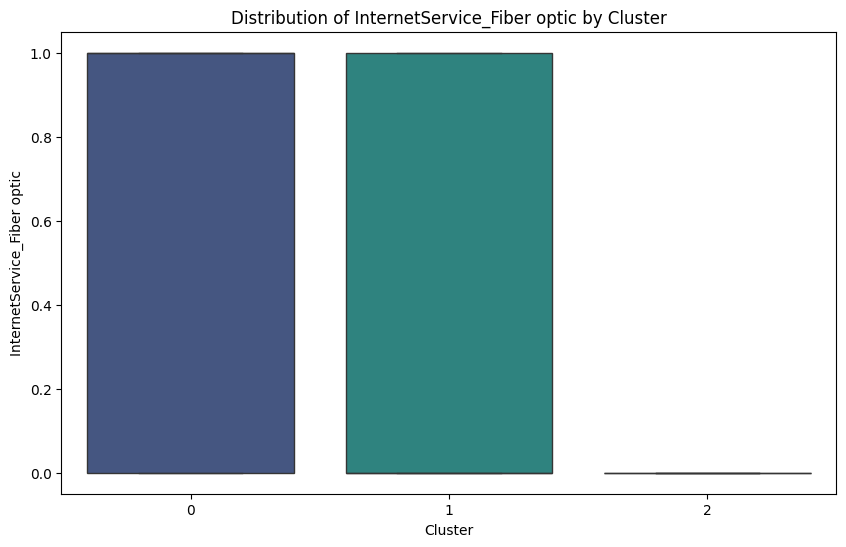 Distribution of InternetService_Fiber optic by Cluster
InternetService_Fiber optic
1.0
0.8
0.6
0.4
0.2
0.0
0 1 2
Cluster